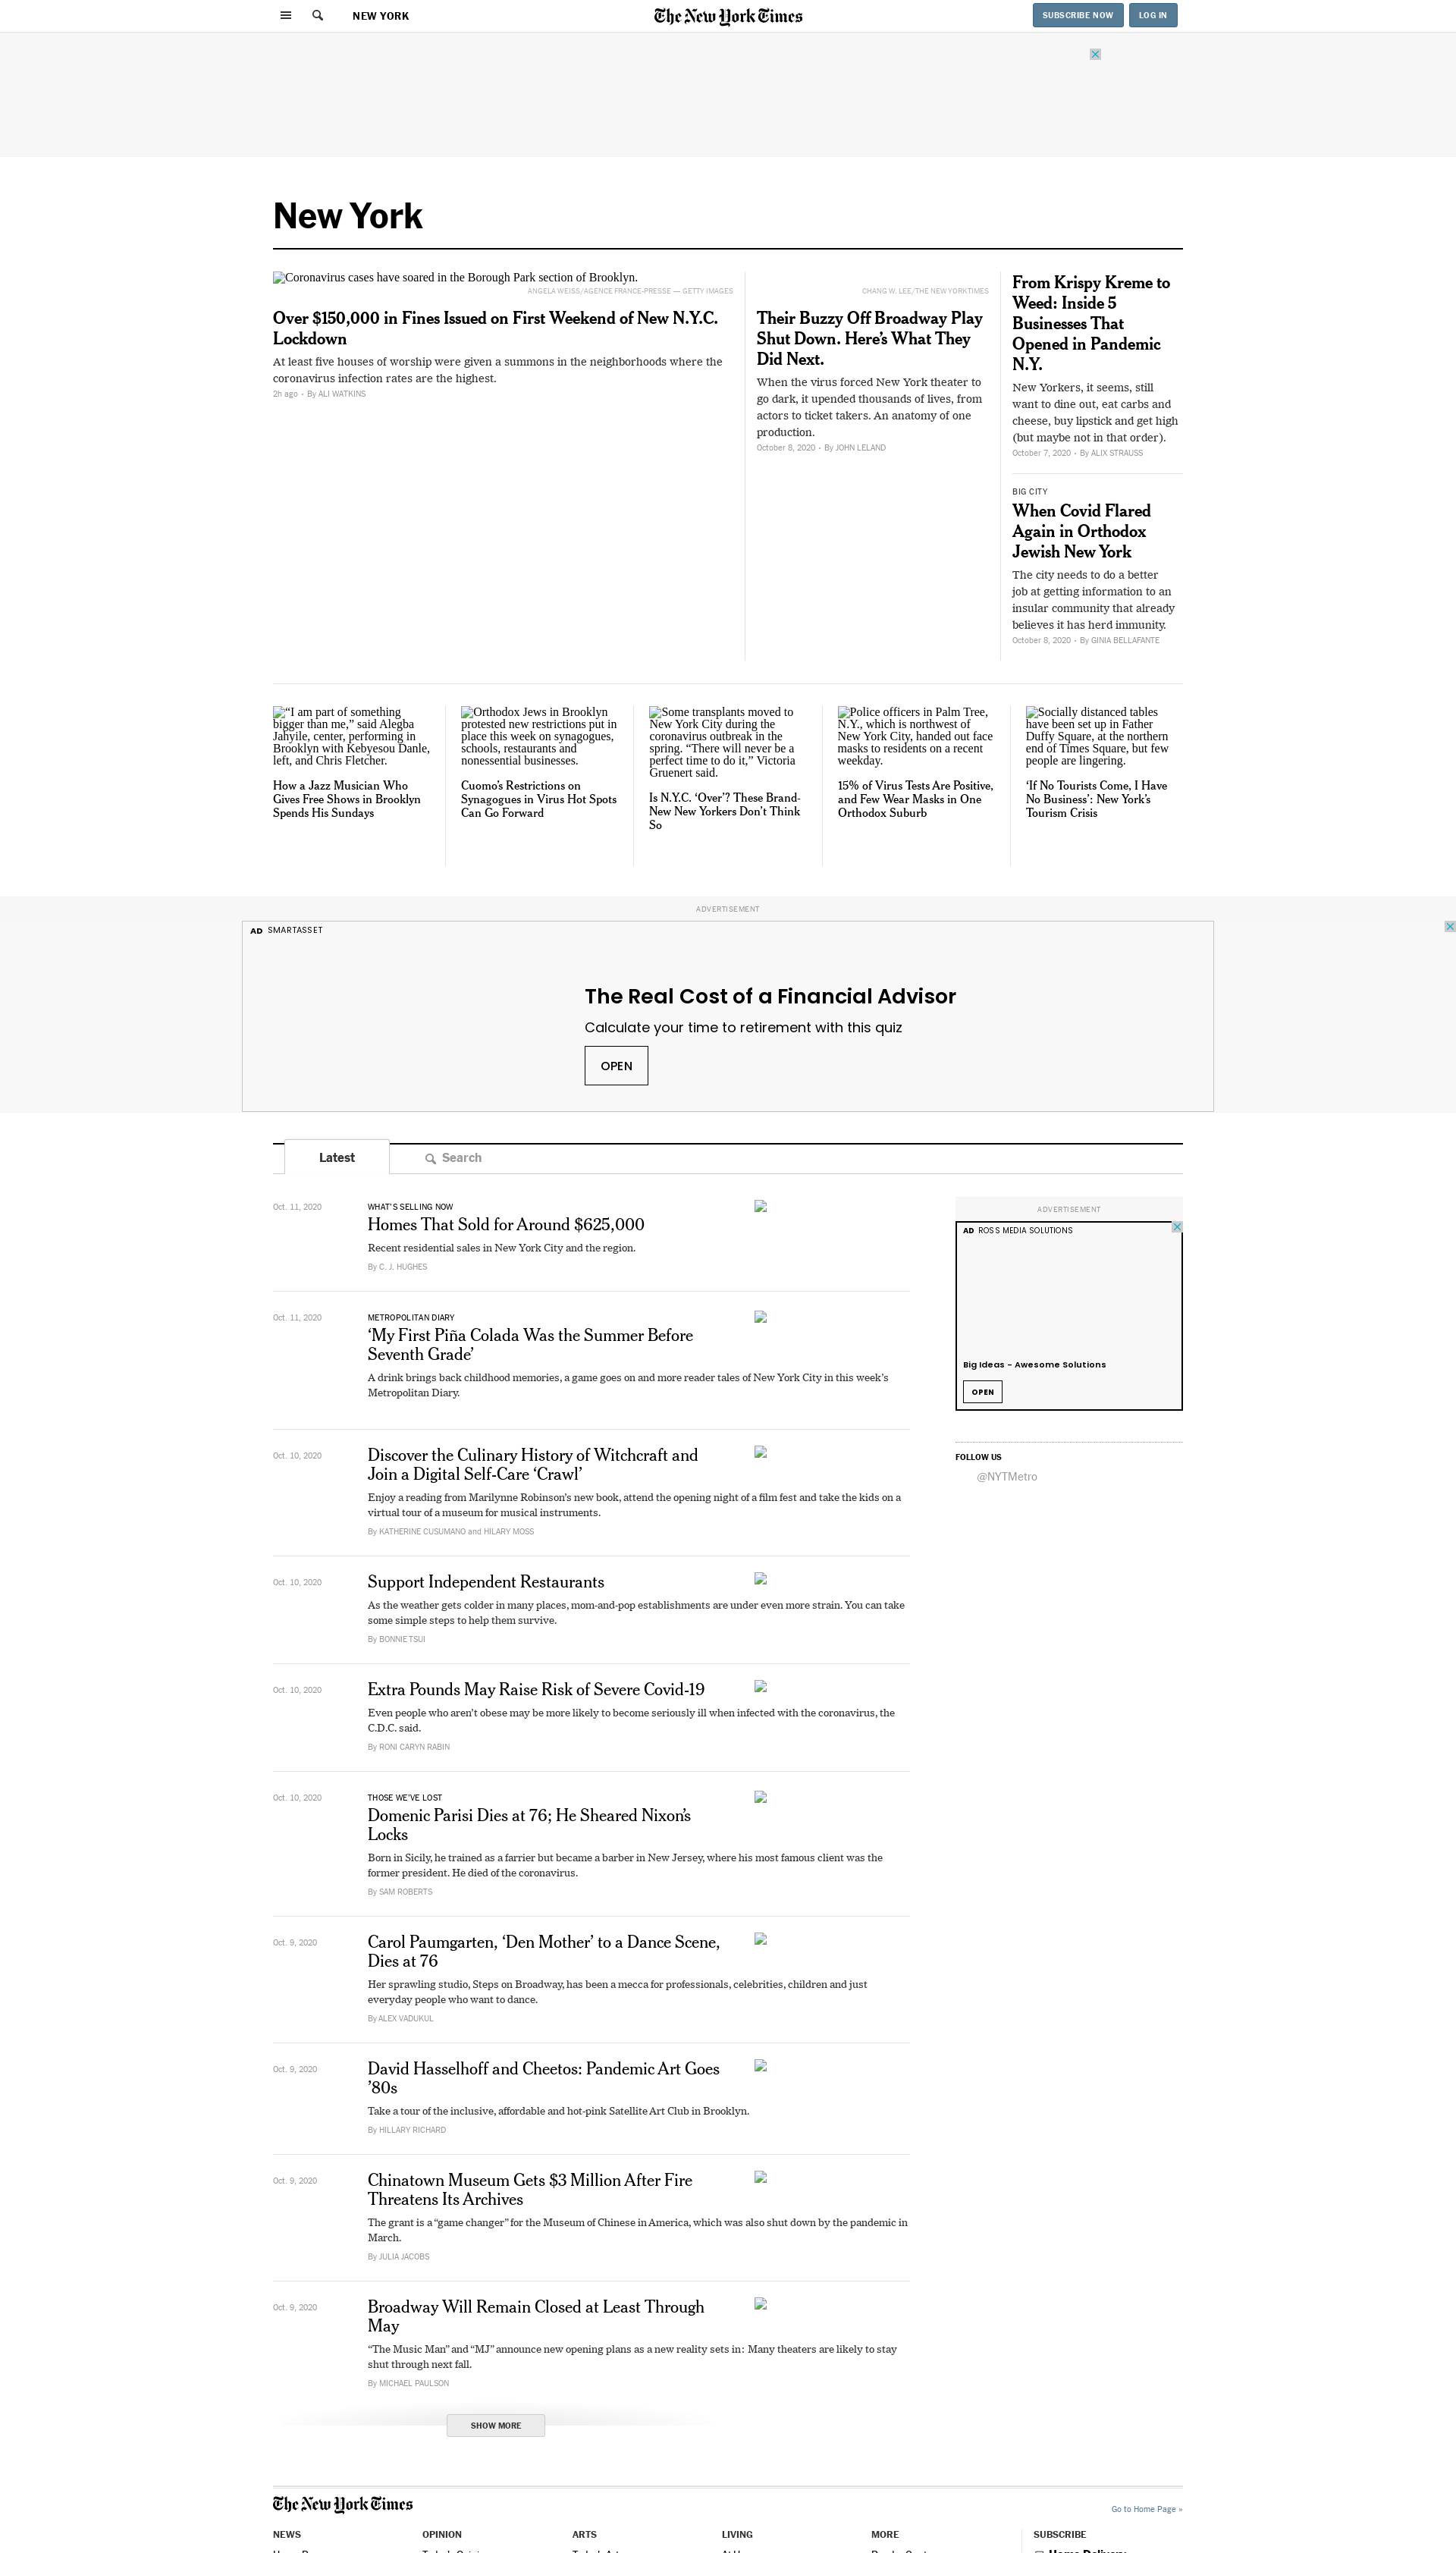 NEW YORK
The New York Times
SUBSCRIBE NOW
LOG IN
New York
Coronavirus cases have soared in the Borough Park section of Brooklyn.
ANGELA WEISS/AGENCE FRANCE-PRESSE — GETTY IMAGES
Over $150,000 in Fines Issued on First Weekend of New N.Y.C.
Lockdown
At least five houses of worship were given a summons in the neighborhoods where the
coronavirus infection rates are the highest.
2h ago • By ALI WATKINS
CHANG W. LEE/THE NEW YORK TIMES
Their Buzzy Off Broadway Play
Shut Down. Here’s What They
Did Next.
When the virus forced New York theater to
go dark, it upended thousands of lives, from
actors to ticket takers. An anatomy of one
production.
October 8, 2020 • By JOHN LELAND
From Krispy Kreme to
Weed: Inside 5
Businesses That
Opened in Pandemic
N.Y.
New Yorkers, it seems, still
want to dine out, eat carbs and
cheese, buy lipstick and get high
(but maybe not in that order).
October 7, 2020 • By ALIX STRAUSS
BIG CITY
When Covid Flared
Again in Orthodox
Jewish New York
The city needs to do a better
job at getting information to an
insular community that already
believes it has herd immunity.
October 8, 2020 • By GINIA BELLAFANTE
“I am part of something
bigger than me,” said Alegba
Jahyile, center, performing in
Brooklyn with Kebyesou Danle,
left, and Chris Fletcher.
How a Jazz Musician Who
Gives Free Shows in Brooklyn
Spends His Sundays
Orthodox Jews in Brooklyn
protested new restrictions put in
place this week on synagogues,
schools, restaurants and
nonessential businesses.
Cuomo’s Restrictions on
Synagogues in Virus Hot Spots
Can Go Forward
Some transplants moved to
New York City during the
coronavirus outbreak in the
spring. “There will never be a
perfect time to do it,” Victoria
Gruenert said.
Is N.Y.C. ‘Over’? These Brand-
New New Yorkers Don’t Think
So
Police officers in Palm Tree,
N.Y., which is northwest of
New York City, handed out face
masks to residents on a recent
weekday.
15% of Virus Tests Are Positive,
and Few Wear Masks in One
Orthodox Suburb
Socially distanced tables
have been set up in Father
Duffy Square, at the northern
end of Times Square, but few
people are lingering.
‘If No Tourists Come, I Have
No Business’: New York’s
Tourism Crisis
ADVERTISEMENT
AD SMARTASSET
The Real Cost of a Financial Advisor
Calculate your time to retirement with this quiz
OPEN
Latest
Search
Oct. 11, 2020
WHAT’S SELLING NOW
Homes That Sold for Around $625,000
Recent residential sales in New York City and the region.
By C. J. HUGHES
Oct. 11, 2020
METROPOLITAN DIARY
‘My First Piña Colada Was the Summer Before
Seventh Grade’
A drink brings back childhood memories, a game goes on and more reader tales of New York City in this week’s
Metropolitan Diary.
Oct. 10, 2020
Discover the Culinary History of Witchcraft and
Join a Digital Self-Care ‘Crawl’
Enjoy a reading from Marilynne Robinson’s new book, attend the opening night of a film fest and take the kids on a
virtual tour of a museum for musical instruments.
By KATHERINE CUSUMANO and HILARY MOSS
Oct. 10, 2020
Support Independent Restaurants
As the weather gets colder in many places, mom-and-pop establishments are under even more strain. You can take
some simple steps to help them survive.
By BONNIE TSUI
Oct. 10, 2020
Extra Pounds May Raise Risk of Severe Covid-19
Even people who aren’t obese may be more likely to become seriously ill when infected with the coronavirus, the
C.D.C. said.
By RONI CARYN RABIN
Oct. 10, 2020
THOSE WE’VE LOST
Domenic Parisi Dies at 76; He Sheared Nixon’s
Locks
Born in Sicily, he trained as a farrier but became a barber in New Jersey, where his most famous client was the
former president. He died of the coronavirus.
By SAM ROBERTS
Oct. 9, 2020
Carol Paumgarten, ‘Den Mother’ to a Dance Scene,
Dies at 76
Her sprawling studio, Steps on Broadway, has been a mecca for professionals, celebrities, children and just
everyday people who want to dance.
By ALEX VADUKUL
Oct. 9, 2020
David Hasselhoff and Cheetos: Pandemic Art Goes
’80s
Take a tour of the inclusive, affordable and hot-pink Satellite Art Club in Brooklyn.
By HILLARY RICHARD
Oct. 9, 2020
Chinatown Museum Gets $3 Million After Fire
Threatens Its Archives
The grant is a “game changer” for the Museum of Chinese in America, which was also shut down by the pandemic in
March.
By JULIA JACOBS
Oct. 9, 2020
Broadway Will Remain Closed at Least Through
May
“The Music Man” and “MJ” announce new opening plans as a new reality sets in: Many theaters are likely to stay
shut through next fall.
By MICHAEL PAULSON
SHOW MORE
ADVERTISEMENT
AD ROSS MEDIA SOLUTIONS
Big Ideas - Awesome Solutions
OPEN
FOLLOW US
@NYTMetro
The New York Times
Go to Home Page »
NEWS
OPINION
ARTS
LIVING
MORE
SUBSCRIBE